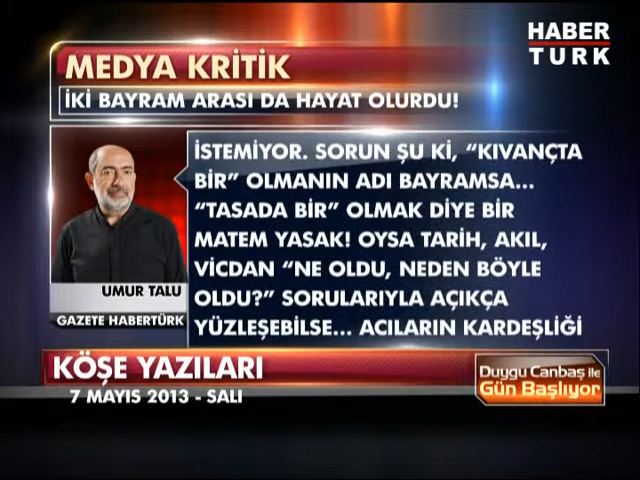 HABER
TURK
MEDYA KRİTİK
İKİ BAYRAM ARASI DA HAYAT OLURDU!
İSTEMİYOR. SORUN ŞU Kİ, “KIVANÇTA
BİR” OLMANIN ADI BAYRAMSA...
“TASADA BİR” OLMAK DİYE BİR
MATEM YASAK! OYSA TARİH, AKIL,
VİCDAN “NE OLDU, NEDEN BÖYLE
OLDU?” SORULARIYLA AÇIKÇA
YÜZLEŞEBİLSE... ACILARIN KARDEŞLİĞİ
UMUR TALU
GAZETE HABERTÜRK
KÖŞE YAZILARI
7 MAYIS 2013 - SALI
Duygu Canbaş ile
Gün Başlıyor